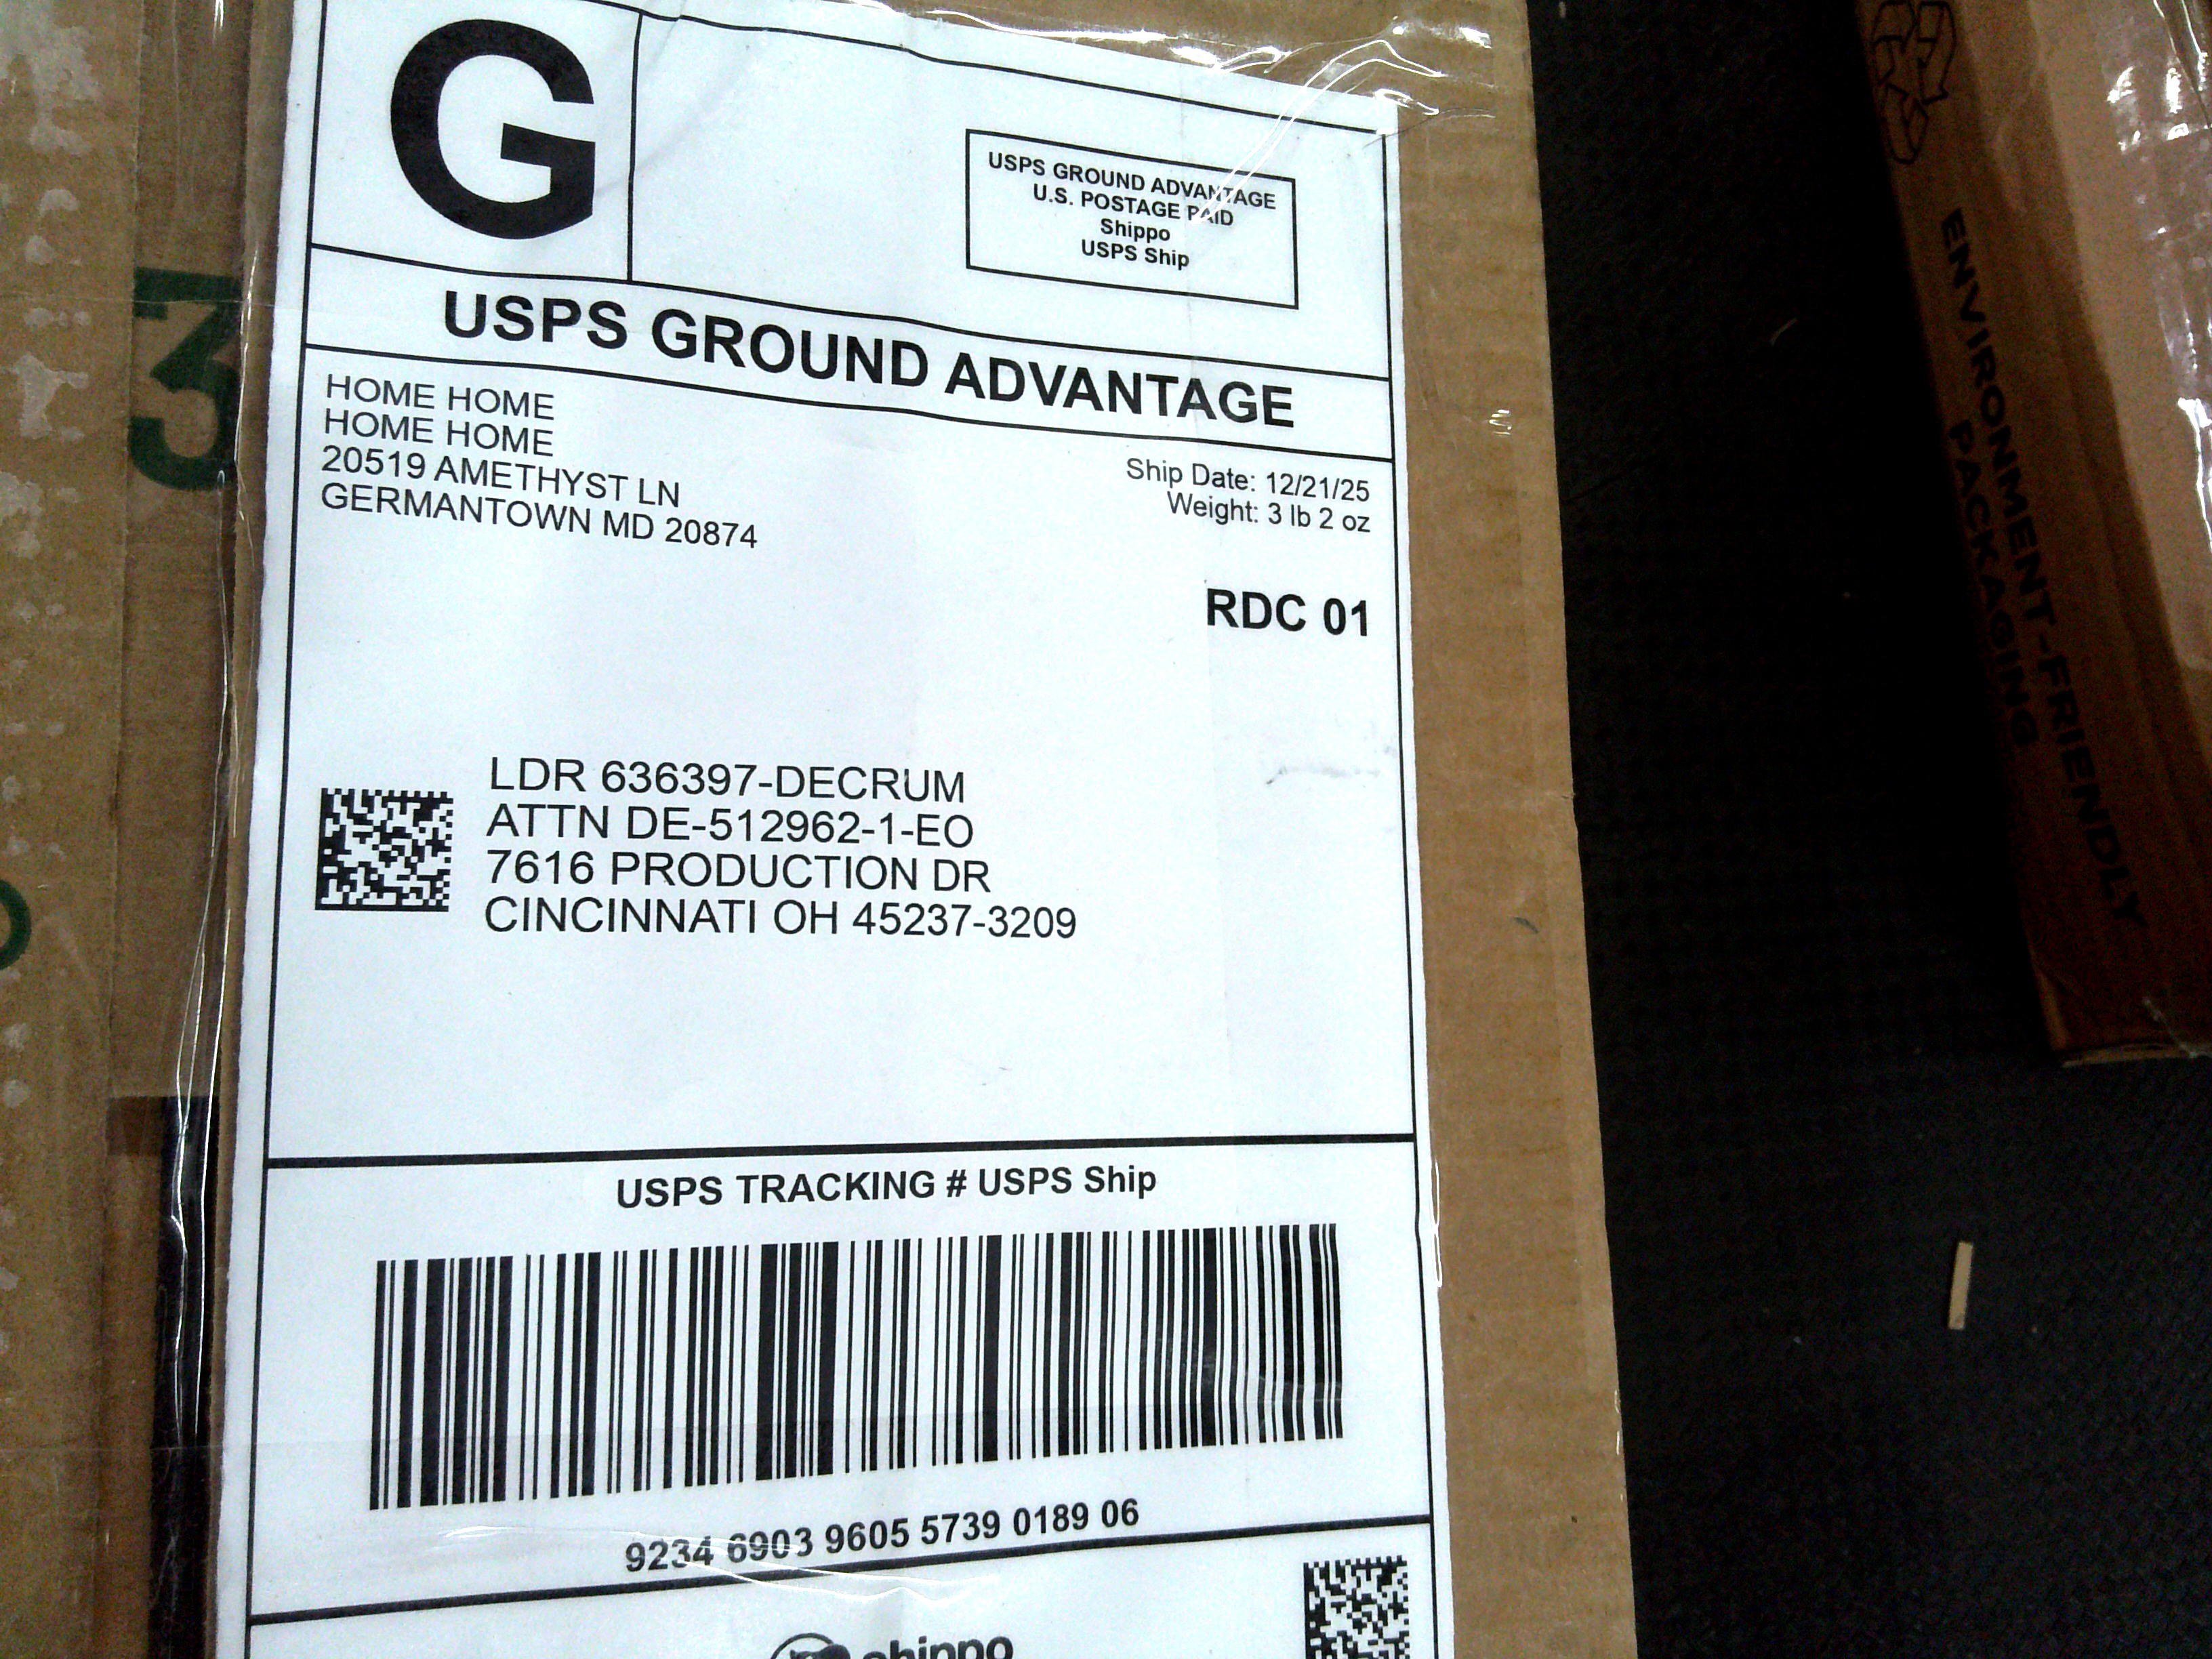 G
USPS GROUND ADVANTAGE
U.S. POSTAGE PAID
Shippo
USPS Ship
USPS GROUND ADVANTAGE
HOME HOME
HOME HOME
20519 AMETHYST LN
GERMANTOWN MD 20874
Ship Date: 12/21/25
Weight: 3 lb 2 oz
RDC 01
LDR 636397-DECRUM
ATTN DE-512962-1-EO
7616 PRODUCTION DR
CINCINNATI OH 45237-3209
USPS TRACKING # USPS Ship
9234 6903 9605 5739 0189 06
shippo
3
ENVIRONMENT-FRIENDLY
PACKAGING